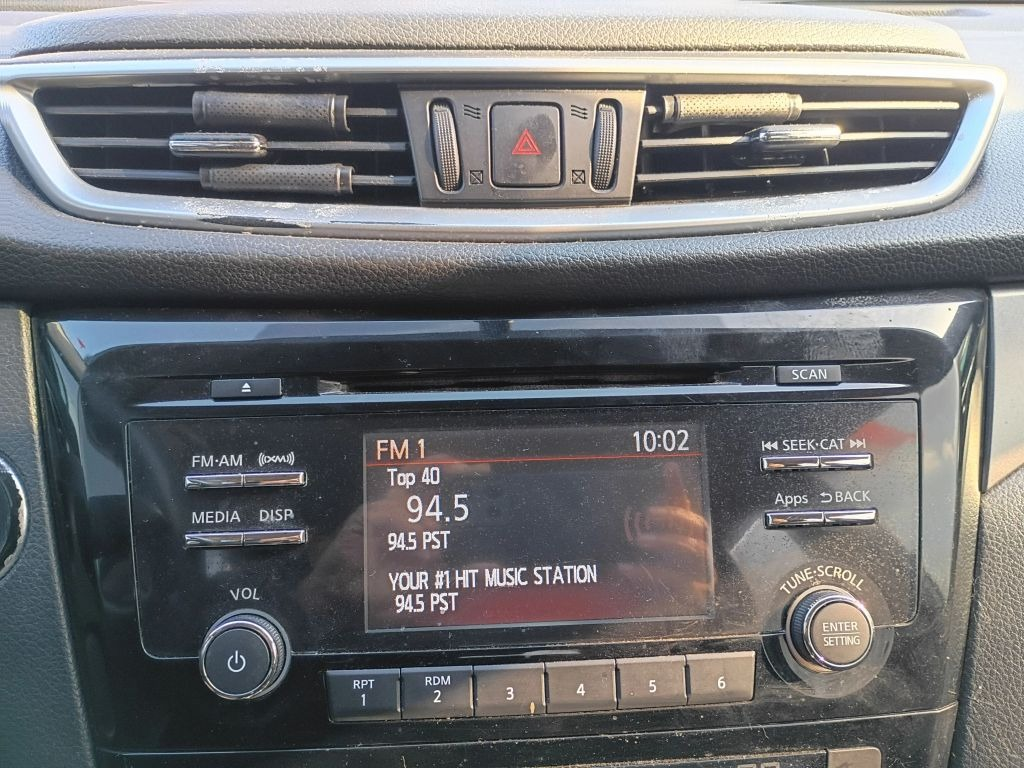 SCAN
FM·AM ((XM))
SEEK·CAT
MEDIA DISP
Apps BACK
FM 1 10:02
Top 40
94.5
94.5 PST
YOUR #1 HIT MUSIC STATION
94.5 PST
VOL
TUNE·SCROLL
ENTER
SETTING
RPT
1
RDM
2
3
4
5
6